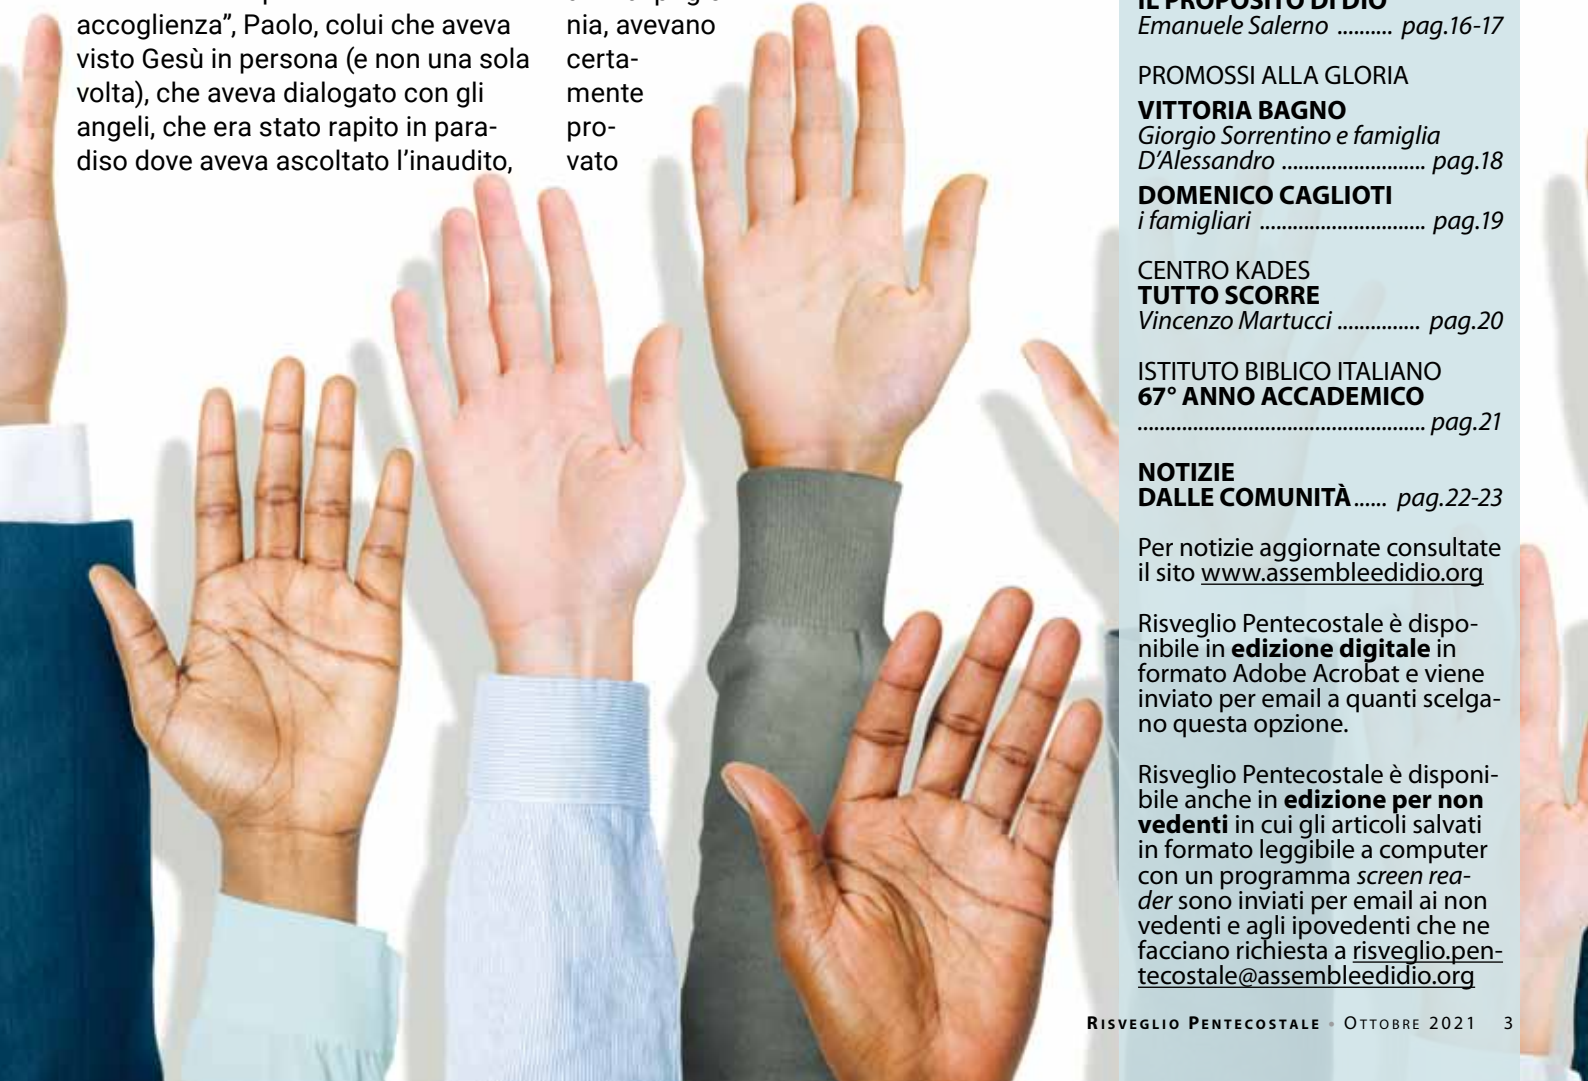 accoglienza”, Paolo, colui che aveva
visto Gesù in persona (e non una sola
volta), che aveva dialogato con gli
angeli, che era stato rapito in para-
diso dove aveva ascoltato l’inaudito,
nia, avevano
certa-
mente
pro-
vato
IL PROPOSITO DI DIO
Emanuele Salerno .......... pag.16-17
PROMOSSI ALLA GLORIA
VITTORIA BAGNO
Giorgio Sorrentino e famiglia
D’Alessandro .......................... pag.18
DOMENICO CAGLIOTI
i famigliari .............................. pag.19
CENTRO KADES
TUTTO SCORRE
Vincenzo Martucci ............... pag.20
ISTITUTO BIBLICO ITALIANO
67° ANNO ACCADEMICO
.................................................... pag.21
NOTIZIE
DALLE COMUNITÀ ...... pag.22-23
Per notizie aggiornate consultate
il sito www.assembleedidio.org
Risveglio Pentecostale è dispo-
nibile in edizione digitale in
formato Adobe Acrobat e viene
inviato per email a quanti scelga-
no questa opzione.
Risveglio Pentecostale è disponi-
bile anche in edizione per non
vedenti in cui gli articoli salvati
in formato leggibile a computer
con un programma screen rea-
der sono inviati per email ai non
vedenti e agli ipovedenti che ne
facciano richiesta a risveglio.pen-
tecostale@assembleedidio.org
RISVEGLIO PENTECOSTALE • OTTOBRE 2021 3